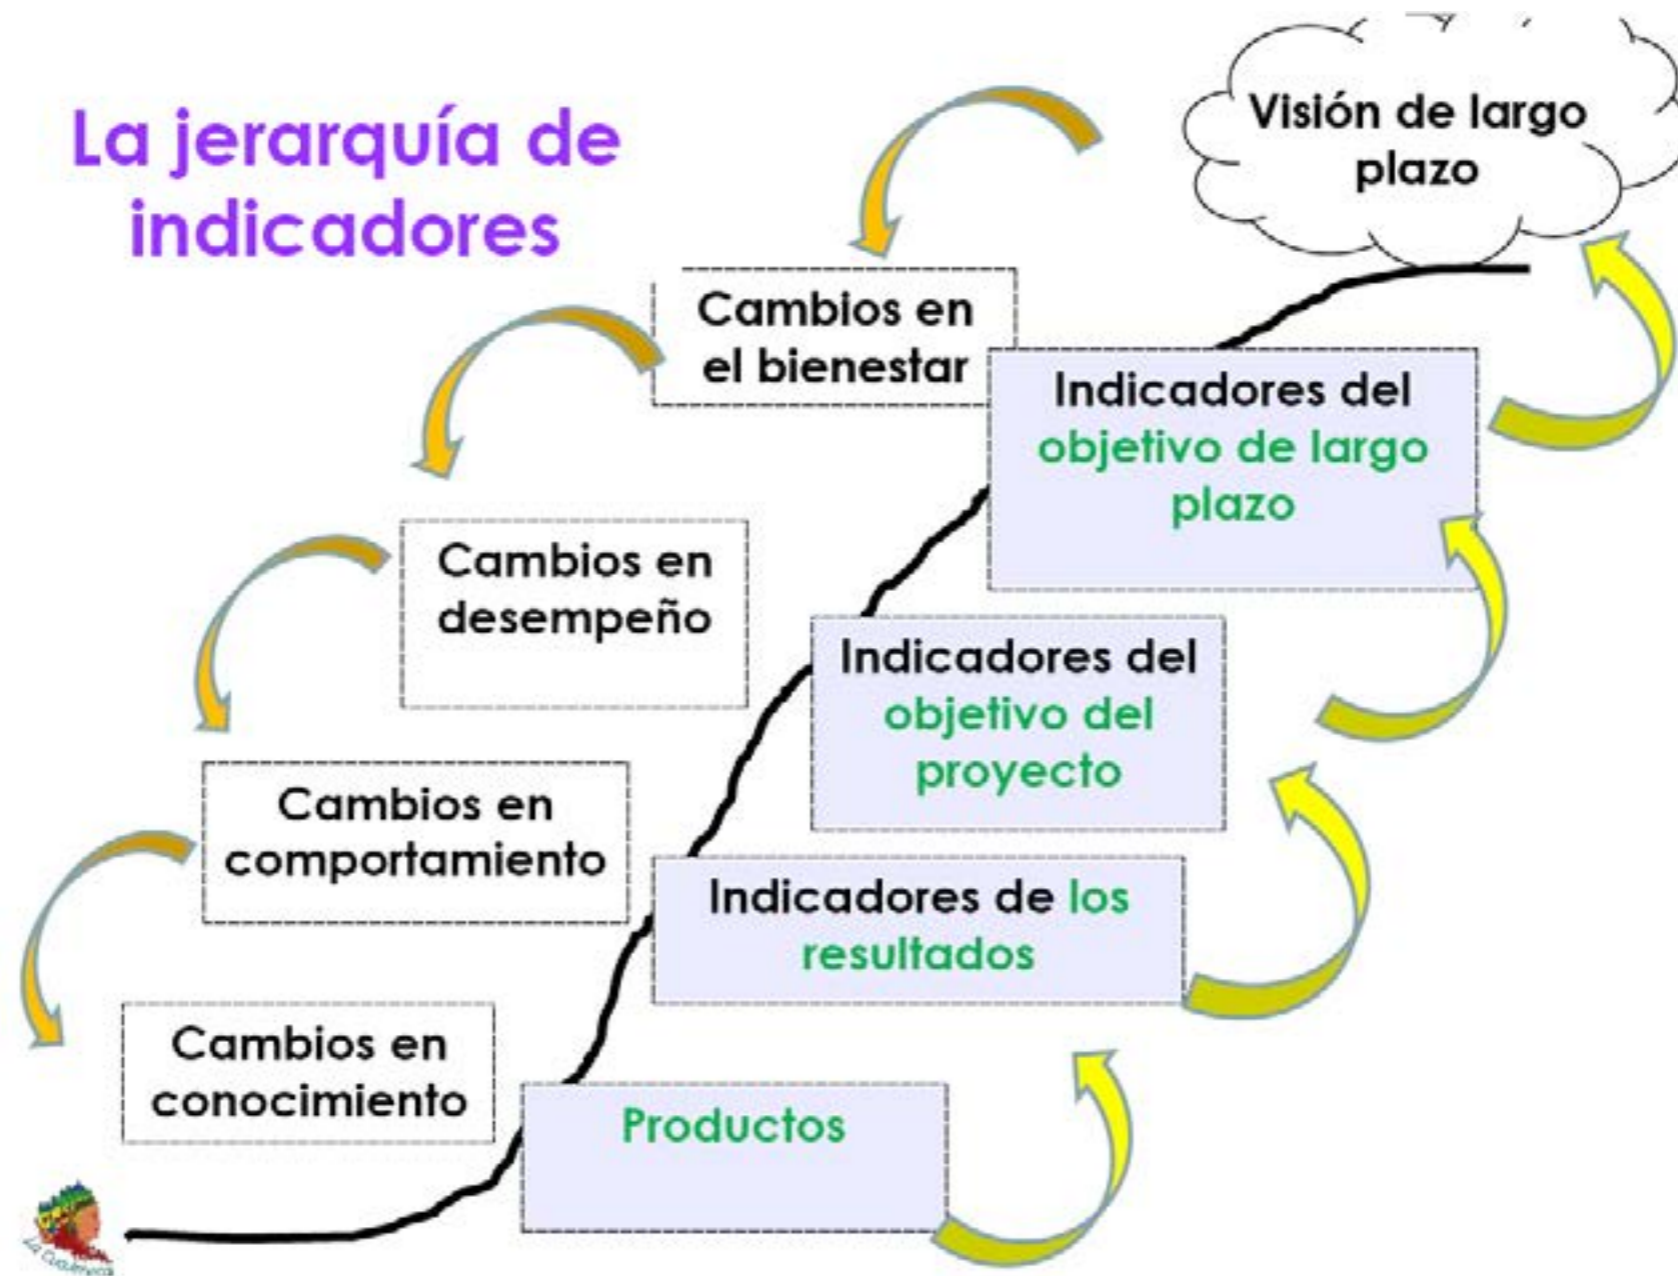 La jerarquía de
indicadores
Visión de largo
plazo
Cambios en
el bienestar
Indicadores del
objetivo de largo
plazo
Cambios en
desempeño
Indicadores del
objetivo del
proyecto
Cambios en
comportamiento
Indicadores de los
resultados
Cambios en
conocimiento
Productos